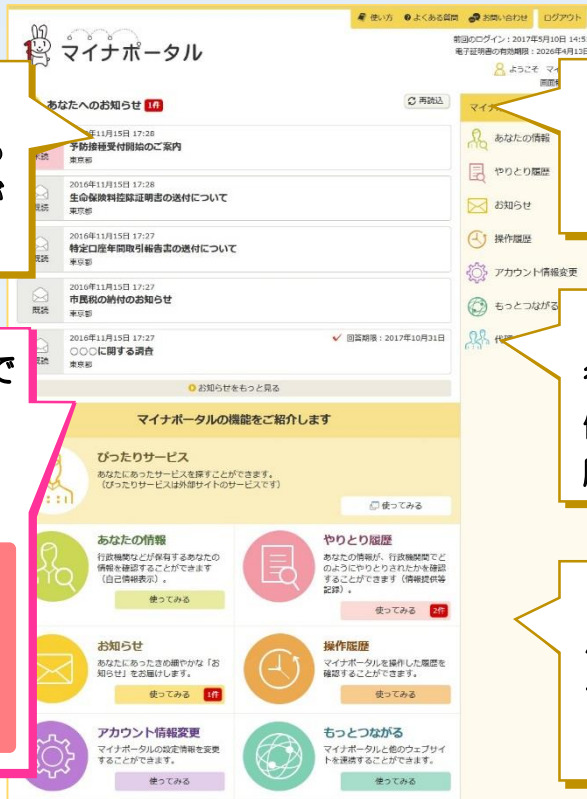 使い方 よくある質問 お問い合わせ ログアウト
マイナポータル
前回のログイン：2017年5月10日 14:5
電子証明書の有効期限：2026年4月13日
ようこそ マイ
あなたへのお知らせ 1件
再読込
年11月15日 17:28
予防接種受付開始のご案内
東京都
2016年11月15日 17:28
生命保険料控除証明書の送付について
既読
東京都
2016年11月15日 17:27
特定口座年間取引報告書の送付について
既読
東京都
2016年11月15日 17:27
市民税の納付のお知らせ
既読
東京都
2016年11月15日 17:27
回答期限：2017年10月31日
○○○に関する調査
東京都
お知らせをもっと見る
あなたの情報
やりとり履歴
お知らせ
操作履歴
アカウント情報変更
もっとつながる
が
で
マイナポータルの機能をご紹介します
ぴったりサービス
あなたにあったサービスを探すことができます。
（ぴったりサービスは外部サイトのサービスです）
使ってみる
あなたの情報
行政機関などが保有するあなたの
情報を確認することができます
（自己情報表示）。
使ってみる
やりとり履歴
あなたの情報が、行政機関間でど
のようにやりとりされたかを確認
することができます（情報提供等
記録）。
使ってみる 2件
お知らせ
あなたにあったきめ細やかな「お
知らせ」をお届けします。
使ってみる 1件
操作履歴
マイナポータルを操作した履歴を
確認することができます。
使ってみる
アカウント情報変更
マイナポータルの設定情報を変更
することができます。
使ってみる
もっとつながる
マイナポータルと他のウェブサイ
トを連携することができます。
使ってみる